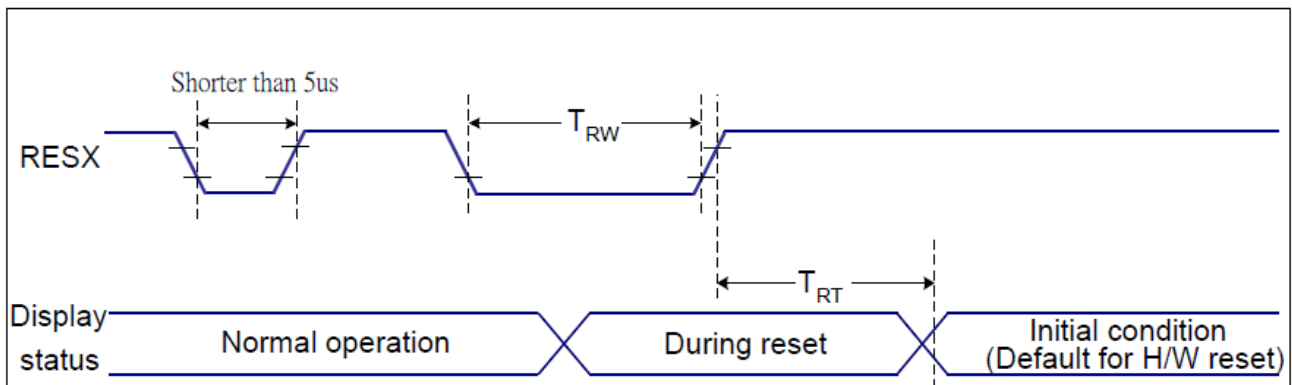 Shorter than 5us
RESX
TRW
TRT
Display
status
Normal operation
During reset
Initial condition
(Default for H/W reset)